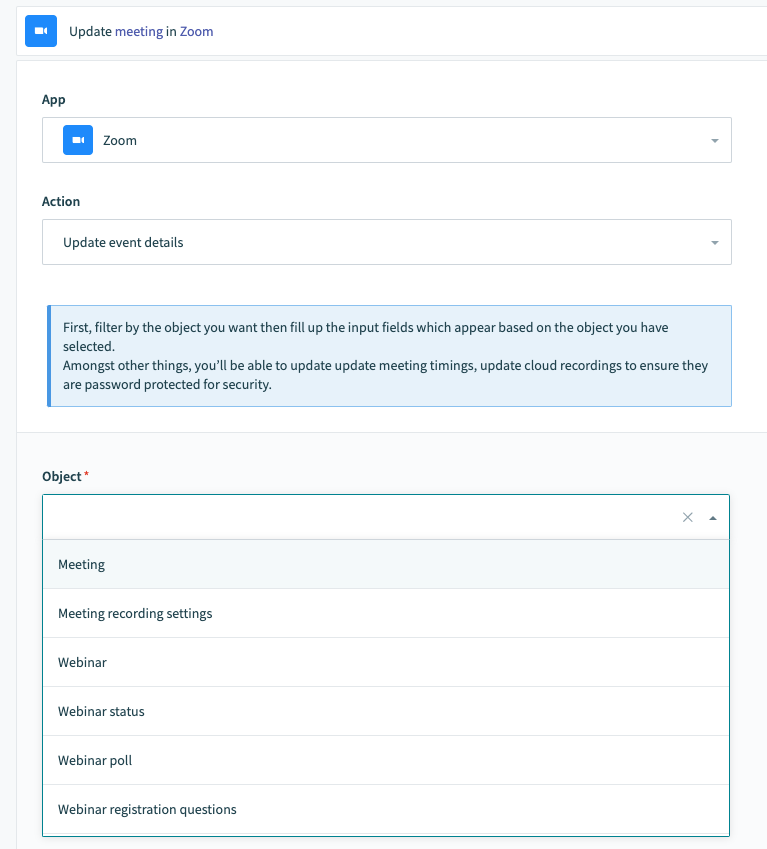 Update meeting in Zoom
App
Zoom
Action
Update event details
First, filter by the object you want then fill up the input fields which appear based on the object you have
selected.
Amongst other things, you’ll be able to update update meeting timings, update cloud recordings to ensure they
are password protected for security.
Object*
Meeting
Meeting recording settings
Webinar
Webinar status
Webinar poll
Webinar registration questions